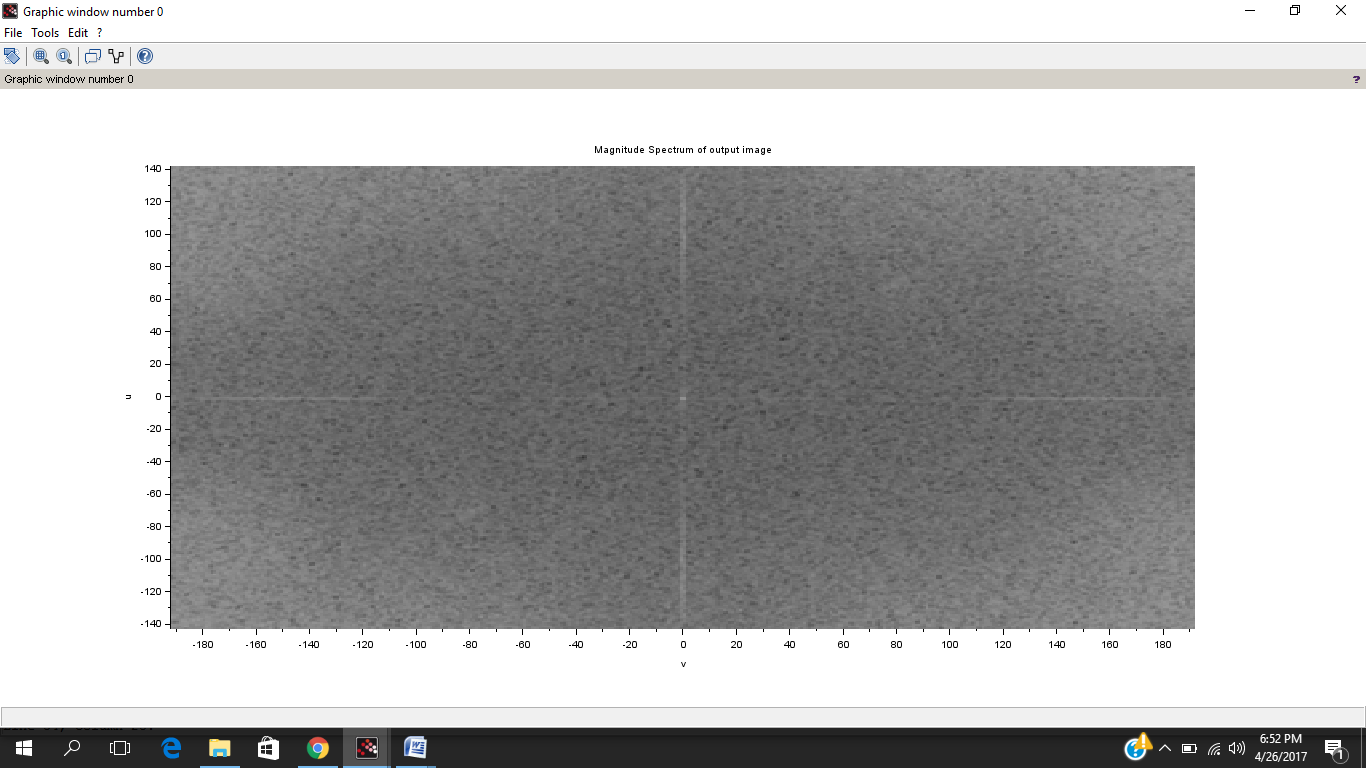 Graphic window number 0
File Tools Edit ?
Graphic window number 0 ?
Magnitude Spectrum of output image
140
120
100
80
60
40
20
0
-20
-40
-60
-80
-100
-120
-140
u
-180 -160 -140 -120 -100 -80 -60 -40 -20 0 20 40 60 80 100 120 140 160 180
v
6:52 PM
4/26/2017
1